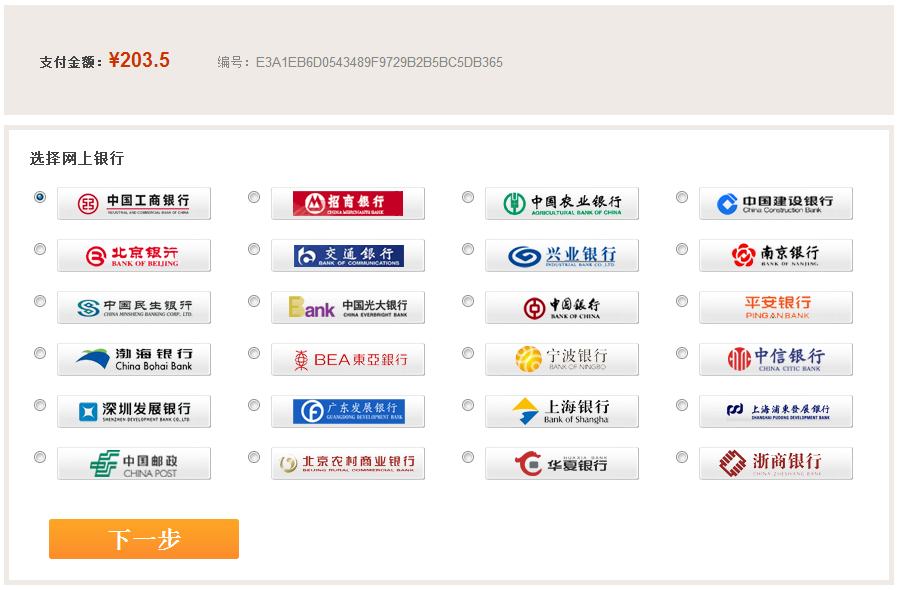 支付金额：¥203.5 编号：E3A1EB6D0543489F9729B2B5BC5DB365
选择网上银行
中国工商银行
INDUSTRIAL AND COMMERCIAL BANK OF CHINA
招商银行
CHINA MERCHANTS BANK
中国农业银行
AGRICULTURAL BANK OF CHINA
中国建设银行
China Construction Bank
北京银行
BANK OF BEIJING
交通銀行
BANK OF COMMUNICATIONS
兴业银行
INDUSTRIAL BANK CO.,LTD.
南京银行
BANK OF NANJING
中国民生银行
CHINA MINSHENG BANKING CORP., LTD.
Bank 中国光大银行
CHINA EVERBRIGHT BANK
中国银行
BANK OF CHINA
平安银行
PING AN BANK
渤海银行
China Bohai Bank
BEA東亞銀行
宁波银行
BANK OF NINGBO
中信银行
CHINA CITIC BANK
深圳发展银行
SHENZHEN DEVELOPMENT BANK CO.,LTD.
广东发展银行
GUANGDONG DEVELOPMENT BANK
上海银行
Bank of Shanghai
上海浦东發展銀行
SHANGHAI PUDONG DEVELOPMENT BANK
中国邮政
CHINA POST
北京农村商业银行
BEIJING RURAL COMMERCIAL BANK
HUAXIA BANK
华夏银行
浙商银行
CHINA ZHESHANG BANK
下一步